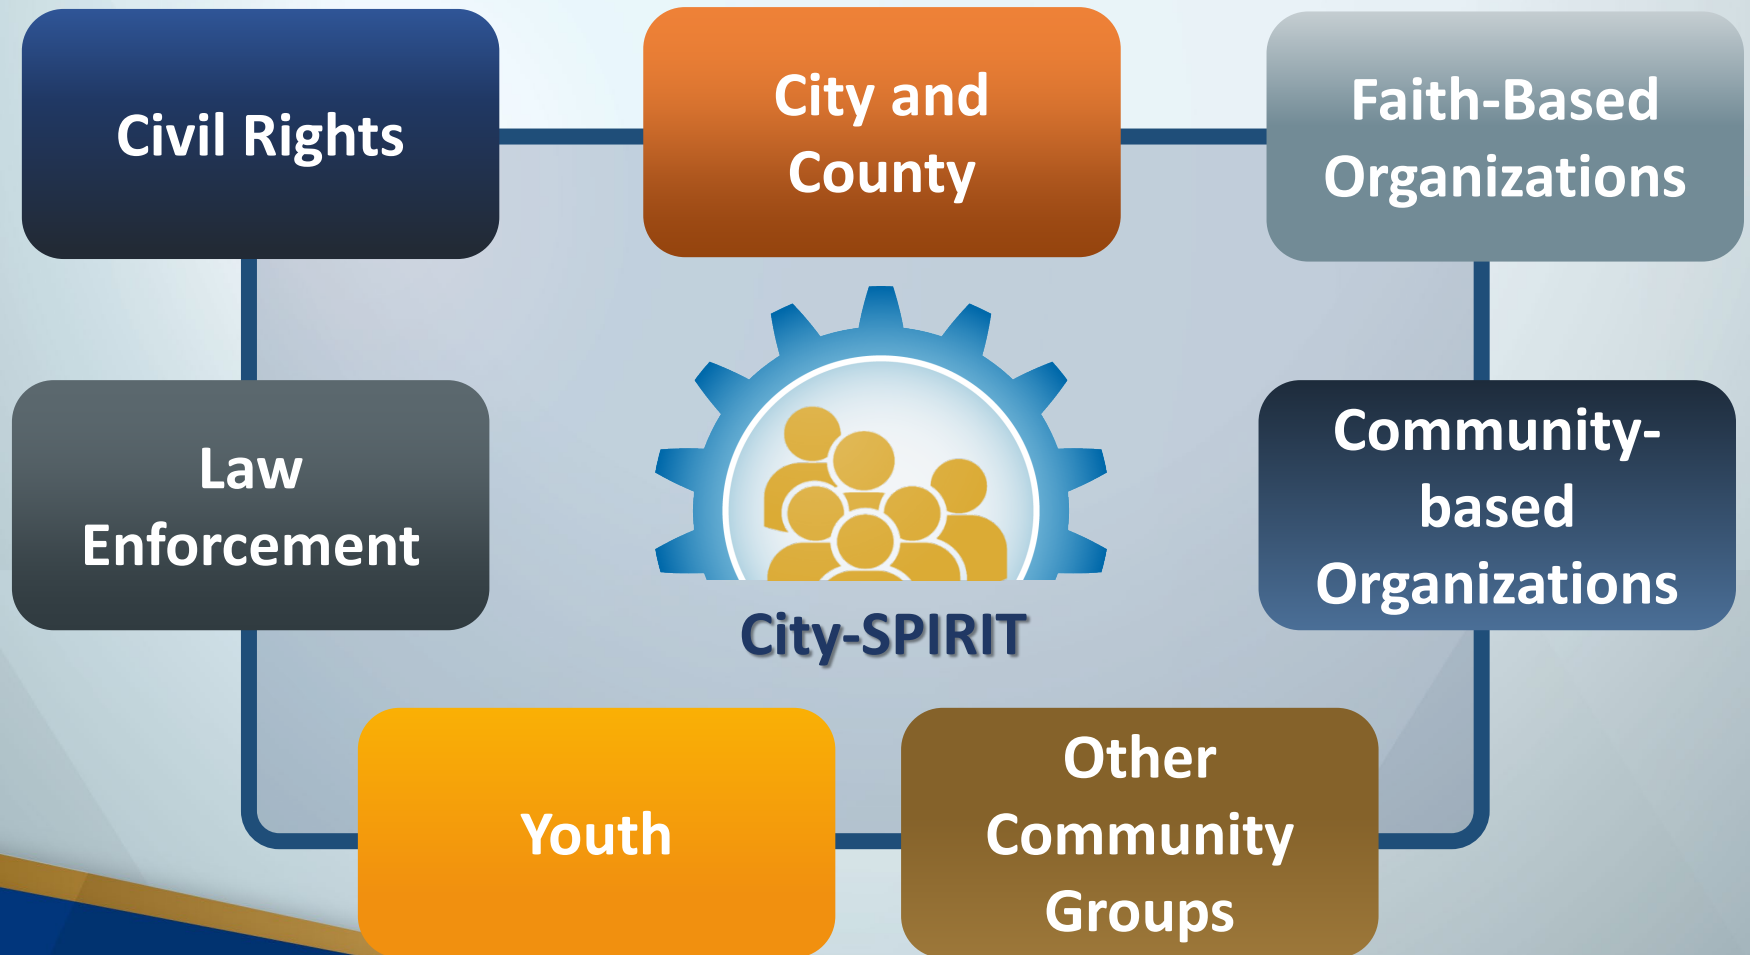 Civil Rights
City and
County
Faith-Based
Organizations
Law
Enforcement
City-SPIRIT
Community-
based
Organizations
Youth
Other
Community
Groups